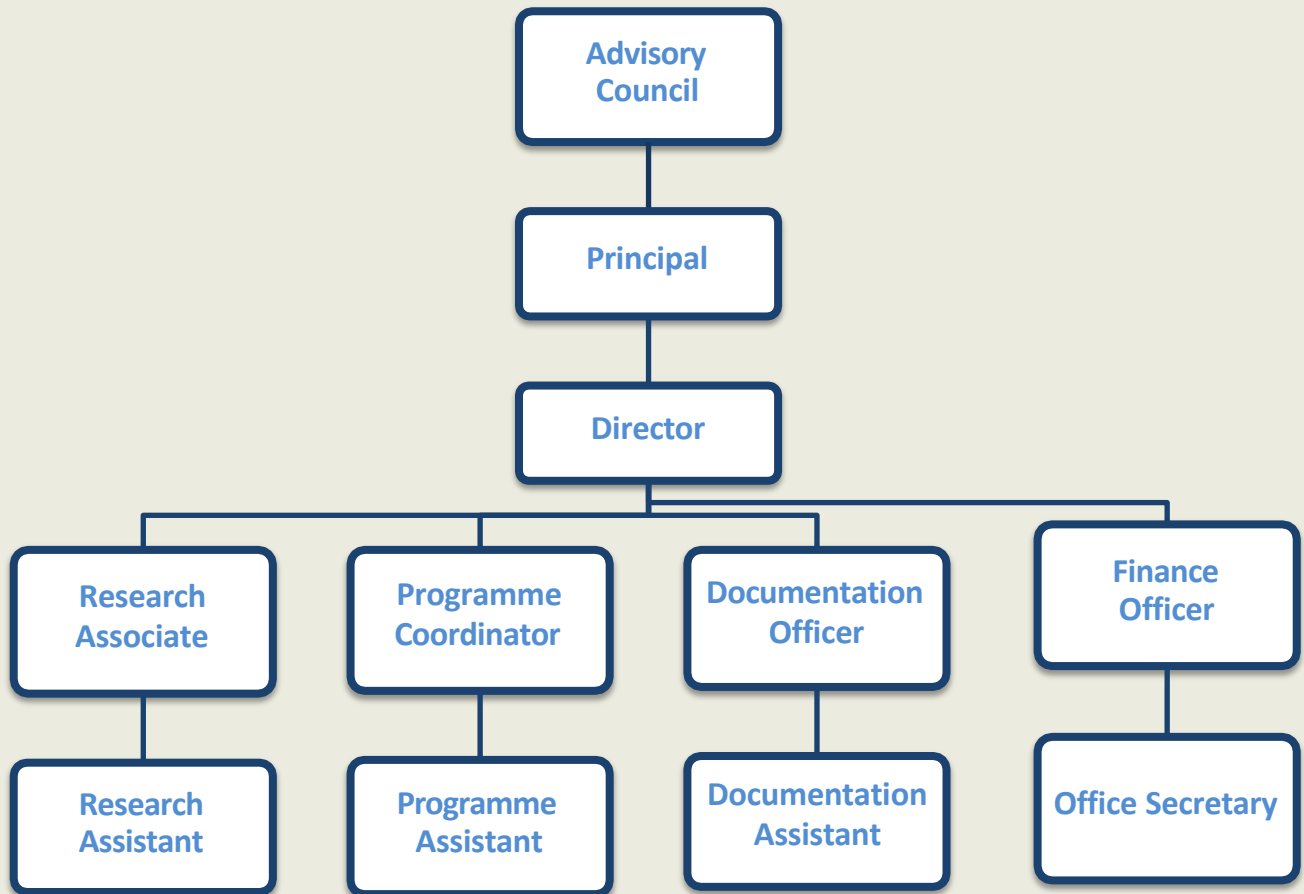 Advisory
Council
Principal
Director
Research
Associate
Programme
Coordinator
Documentation
Officer
Finance
Officer
Research
Assistant
Programme
Assistant
Documentation
Assistant
Office Secretary